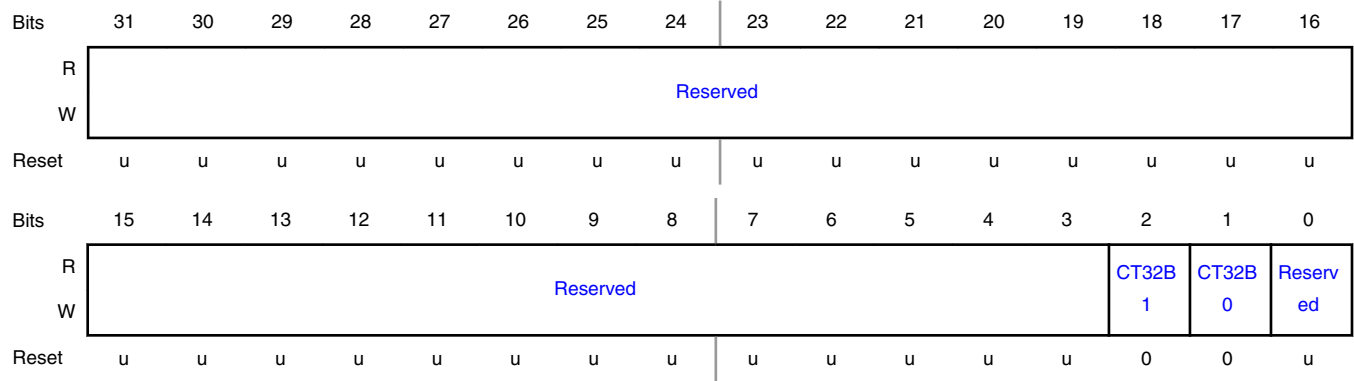 Bits 31 30 29 28 27 26 25 24 23 22 21 20 19 18 17 16
R
Reserved
W
Reset u u u u u u u u u u u u u u u u
Bits 15 14 13 12 11 10 9 8 7 6 5 4 3 2 1 0
R CT32B CT32B Reserv
Reserved
W 1 0 ed
Reset u u u u u u u u u u u u u 0 0 u